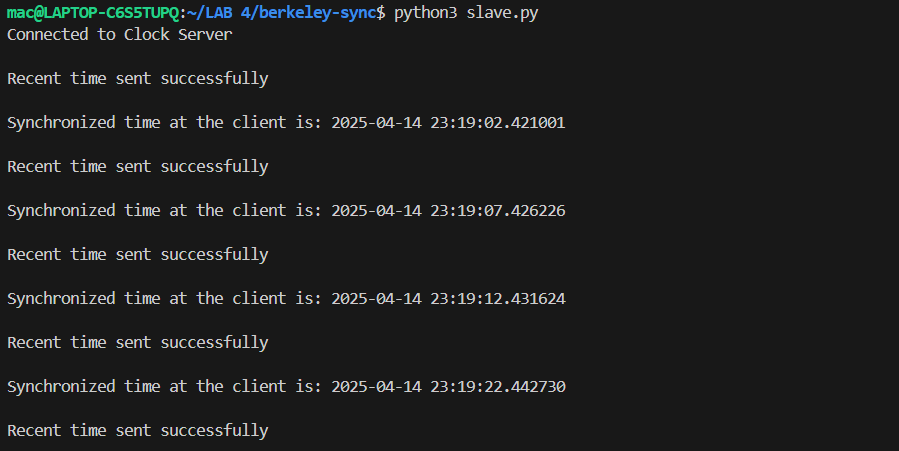 mac@LAPTOP-C6S5TUPQ:~/LAB 4/berkeley-sync$ python3 slave.py
Connected to Clock Server
Recent time sent successfully
Synchronized time at the client is: 2025-04-14 23:19:02.421001
Recent time sent successfully
Synchronized time at the client is: 2025-04-14 23:19:07.426226
Recent time sent successfully
Synchronized time at the client is: 2025-04-14 23:19:12.431624
Recent time sent successfully
Synchronized time at the client is: 2025-04-14 23:19:22.442730
Recent time sent successfully